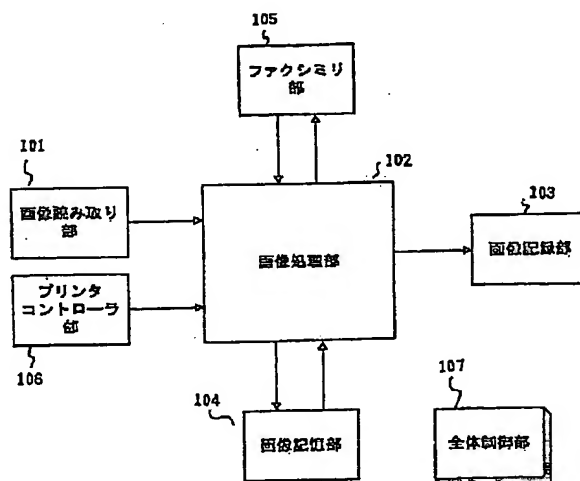 105
ファクシミリ
部
101
102
画像読み取り
部
103
画像処理部
画像記録部
プリンタ
コントローラ
部
106
107
104
画像記憶部
全体制御部